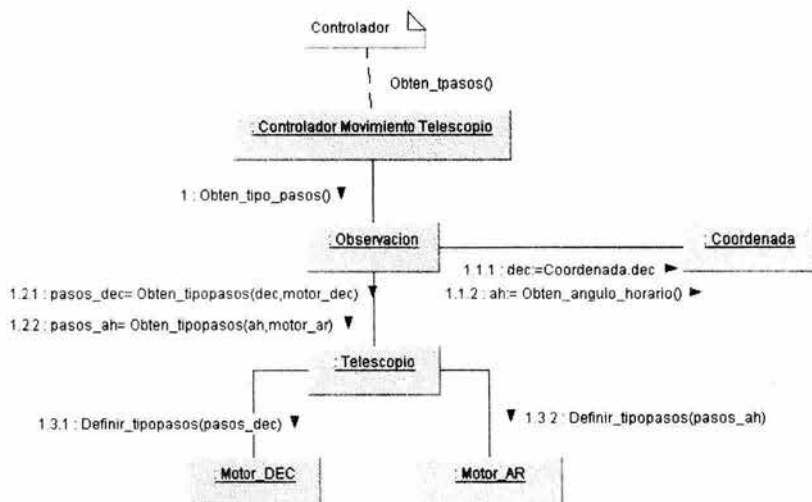 Controlador
Obten_tpasos()
: Controlador Movimiento Telescopio
1 : Obten_tipo_pasos()
: Observacion
: Coordenada
1.1.1 : dec:=Coordenada.dec
1.1.2 : ah:= Obten_angulo_horario()
1.2.1 : pasos_dec= Obten_tipopasos(dec,motor_dec)
1.2.2 : pasos_ah= Obten_tipopasos(ah,motor_ar)
: Telescopio
1.3.1 : Definir_tipopasos(pasos_dec)
1.3.2 : Definir_tipopasos(pasos_ah)
: Motor_DEC
: Motor_AR